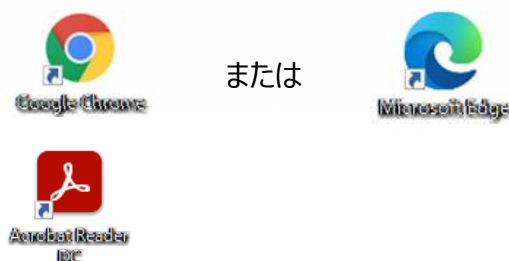 または
Google Chrome
Microsoft Edge
Acrobat Reader
DC